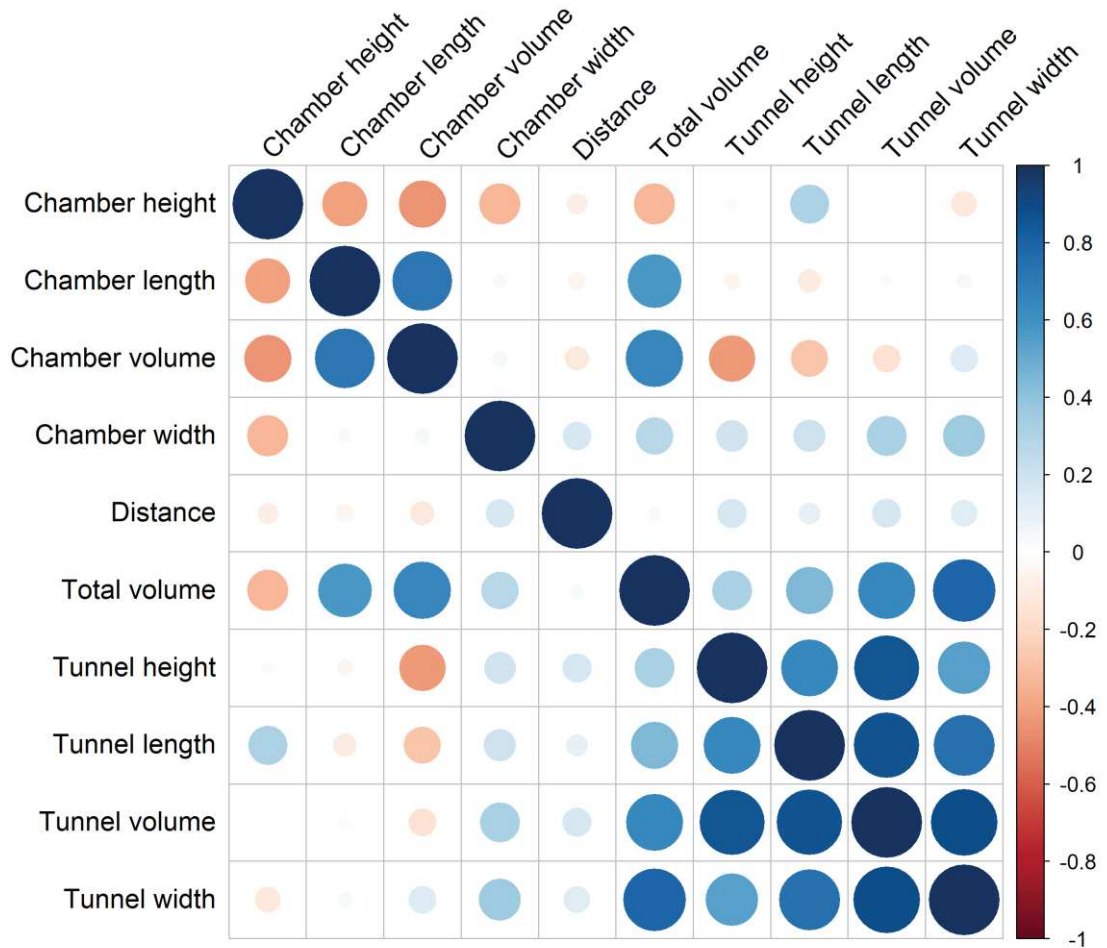 Chamber height
Chamber length
Chamber volume
Chamber width
Distance
Total volume
Tunnel height
Tunnel length
Tunnel volume
Tunnel width
Chamber height
Chamber length
Chamber volume
Chamber width
Distance
Total volume
Tunnel height
Tunnel length
Tunnel volume
Tunnel width
1
0.8
0.6
0.4
0.2
0
-0.2
-0.4
-0.6
-0.8
-1